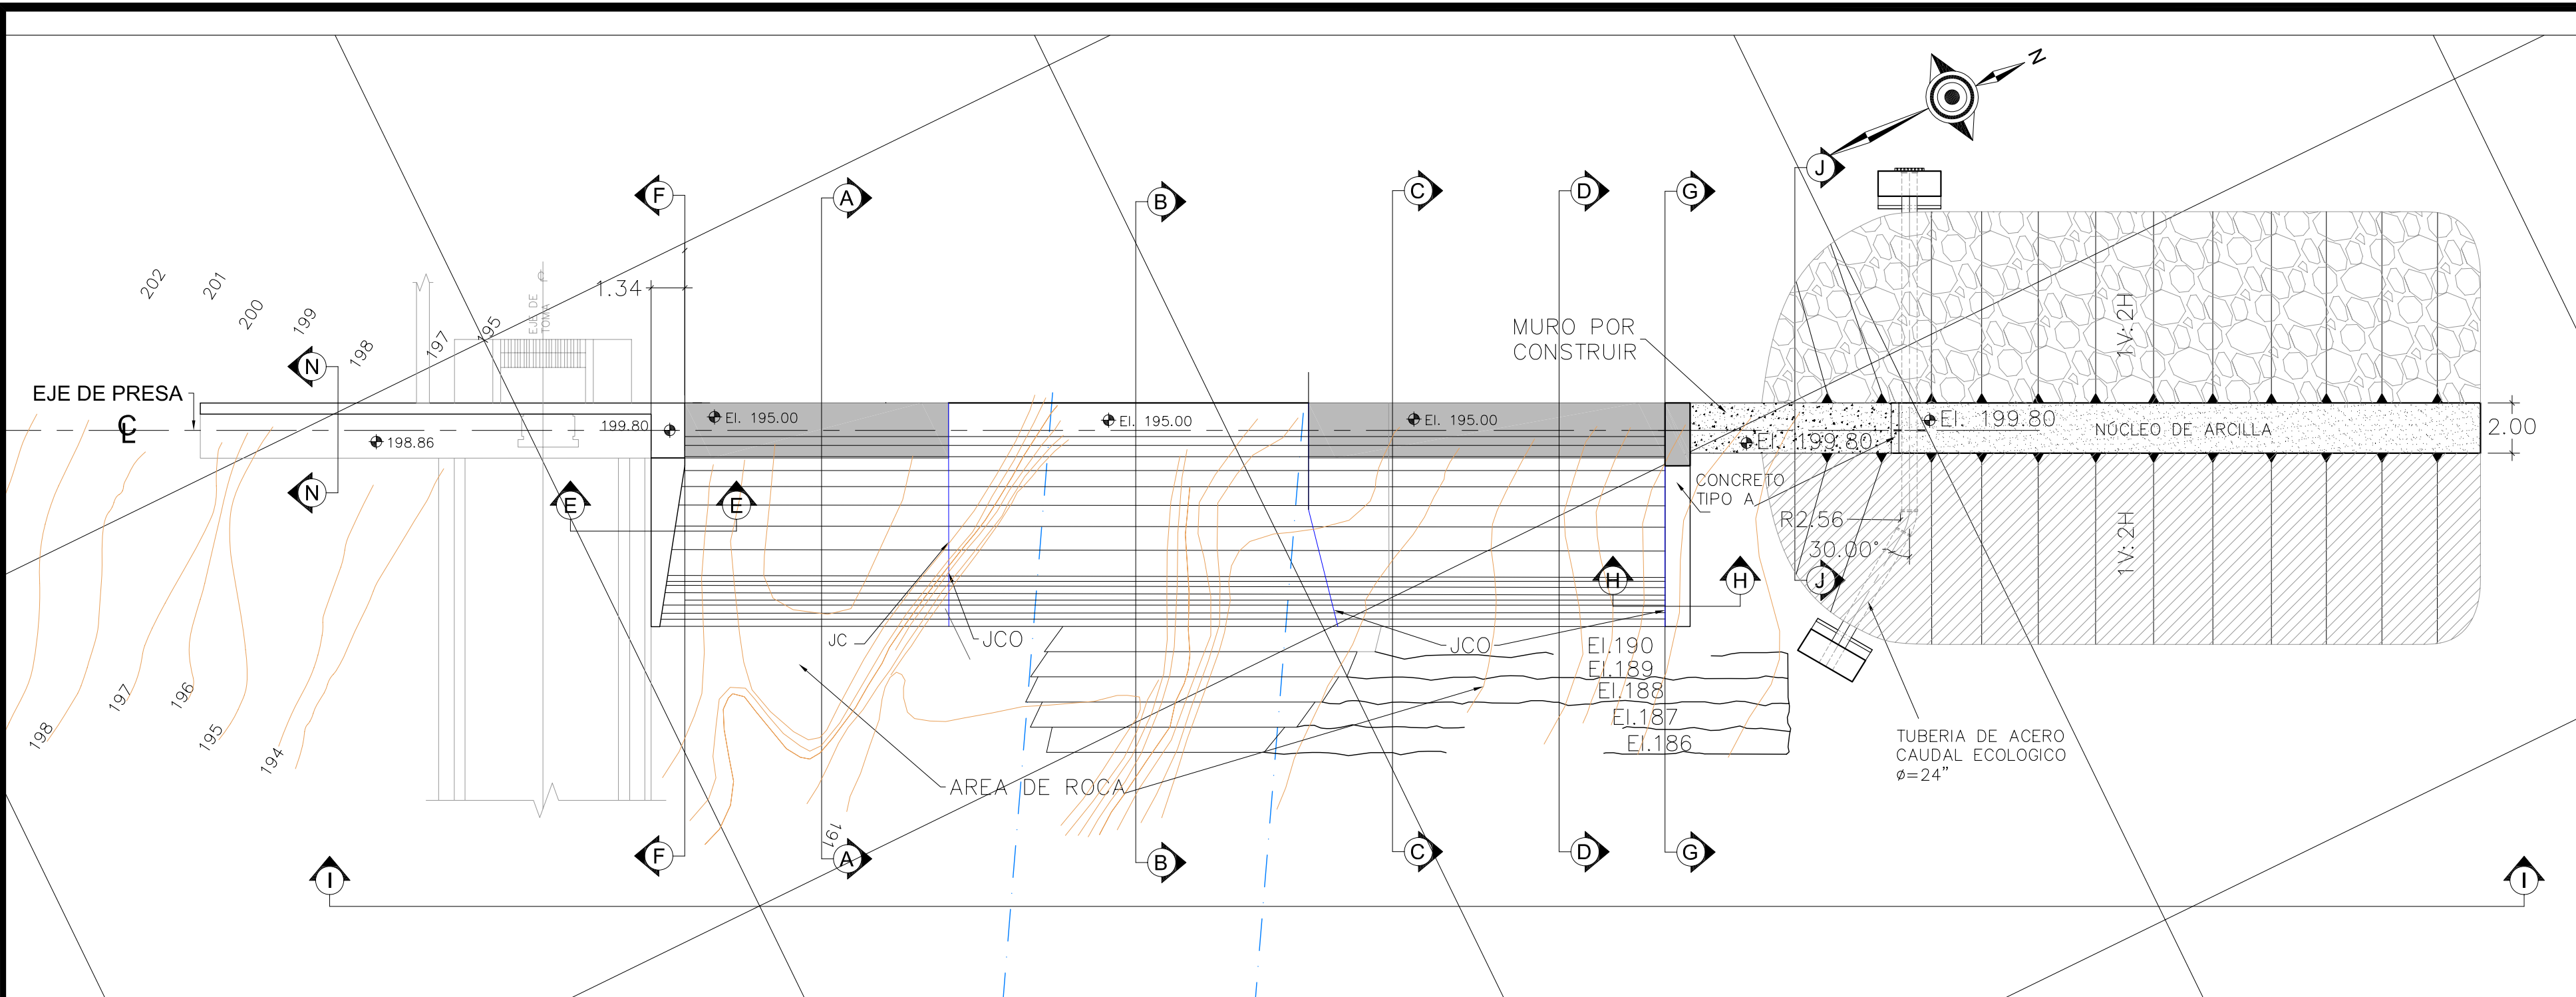 N
J
F
A
B
C
D
G
202
201
200
199
198
197
195
EJE DE
TOMA
℄
1.34
MURO POR
CONSTRUIR
1V:2H
N
EJE DE PRESA
℄
198.86
199.80
El. 195.00
El. 195.00
El. 195.00
El. 199.80
El. 199.80
NÚCLEO DE ARCILLA
2.00
N
E
E
CONCRETO
TIPO A
R2.56
30.00°
1V:2H
H
H
J
JC
JCO
JCO
El.190
El.189
El.188
El.187
El.186
198
197
196
195
194
AREA DE ROCA
191
TUBERIA DE ACERO
CAUDAL ECOLOGICO
ø=24"
F
A
B
C
D
G
I
I